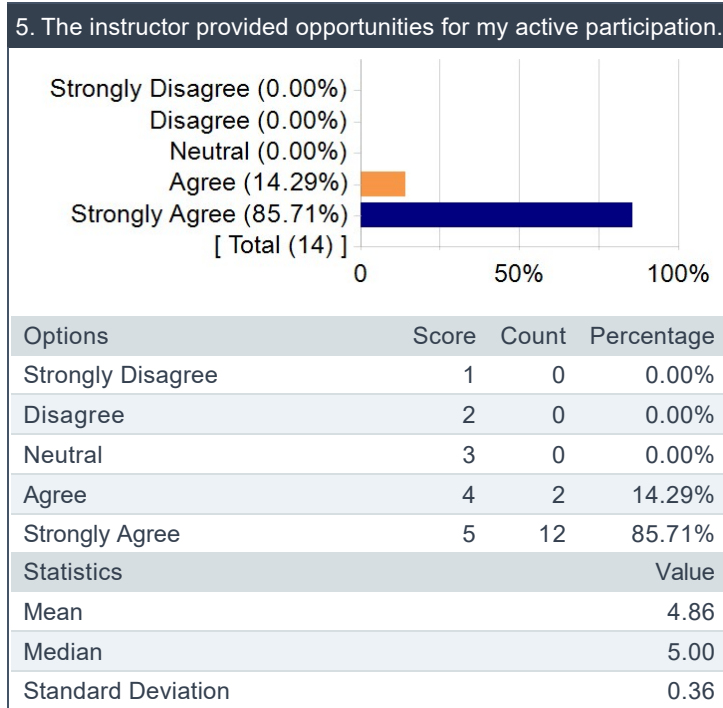 5. The instructor provided opportunities for my active participation.
Strongly Disagree (0.00%)
Disagree (0.00%)
Neutral (0.00%)
Agree (14.29%)
Strongly Agree (85.71%)
[ Total (14) ]
0 50% 100%
Options Score Count Percentage
Strongly Disagree 1 0 0.00%
Disagree 2 0 0.00%
Neutral 3 0 0.00%
Agree 4 2 14.29%
Strongly Agree 5 12 85.71%
Statistics Value
Mean 4.86
Median 5.00
Standard Deviation 0.36